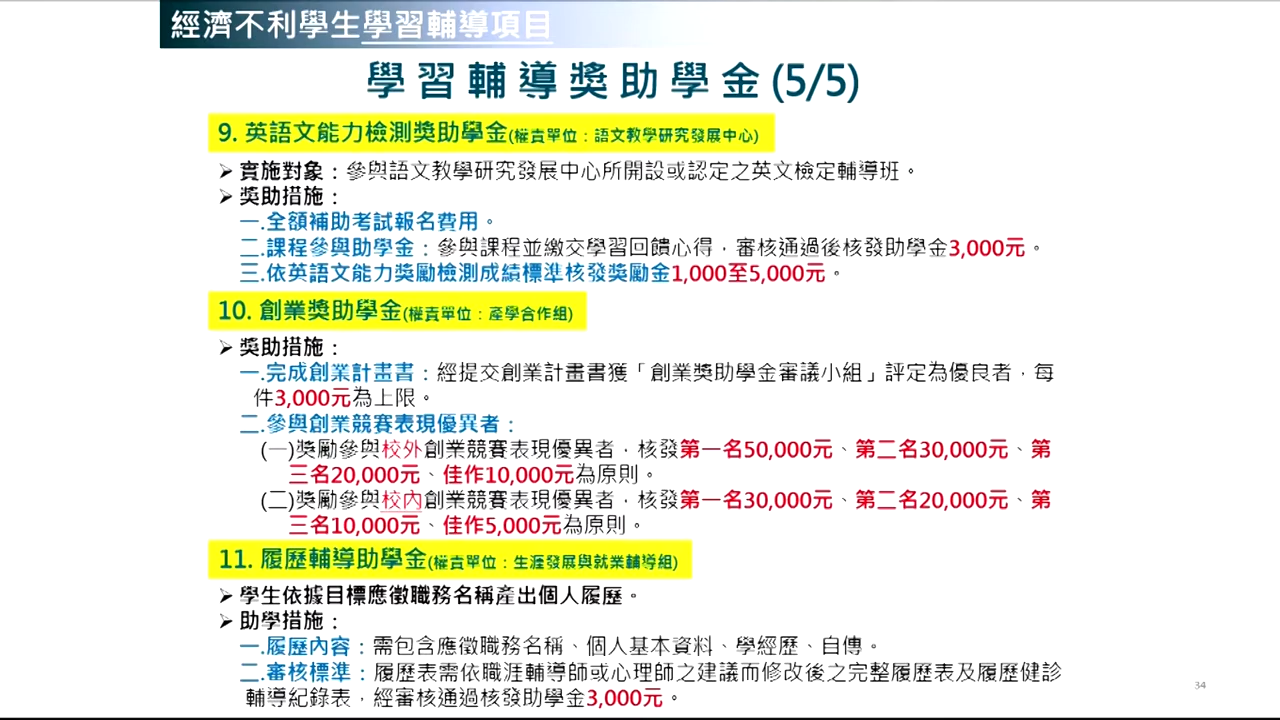 經濟不利學生學習輔導項目
學習輔導獎助學金(5/5)
9. 英語文能力檢測獎助學金(權責單位：語文教學研究發展中心)
➢ 實施對象：參與語文教學研究發展中心所開設或認定之英文檢定輔導班。
➢ 獎助措施：
一.全額補助考試報名費用。
二.課程參與助學金：參與課程並繳交學習回饋心得，審核通過後核發助學金3,000元。
三.依英語文能力獎勵檢測成績標準核發獎勵金1,000至5,000元。
10. 創業獎助學金(權責單位：產學合作組)
➢ 獎助措施：
一.完成創業計畫書：經提交創業計畫書獲「創業獎助學金審議小組」評定為優良者，每
件3,000元為上限。
二.參與創業競賽表現優異者：
(一)獎勵參與校外創業競賽表現優異者，核發第一名50,000元、第二名30,000元、第
三名20,000元、佳作10,000元為原則。
(二)獎勵參與校內創業競賽表現優異者，核發第一名30,000元、第二名20,000元、第
三名10,000元、佳作5,000元為原則。
11. 履歷輔導助學金(權責單位：生涯發展與就業輔導組)
➢ 學生依據目標應徵職務名稱產出個人履歷。
➢ 助學措施：
一.履歷內容：需包含應徵職務名稱、個人基本資料、學經歷、自傳。
二.審核標準：履歷表需依職涯輔導師或心理師之建議而修改後之完整履歷表及履歷健診
輔導紀錄表，經審核通過核發助學金3,000元。
34